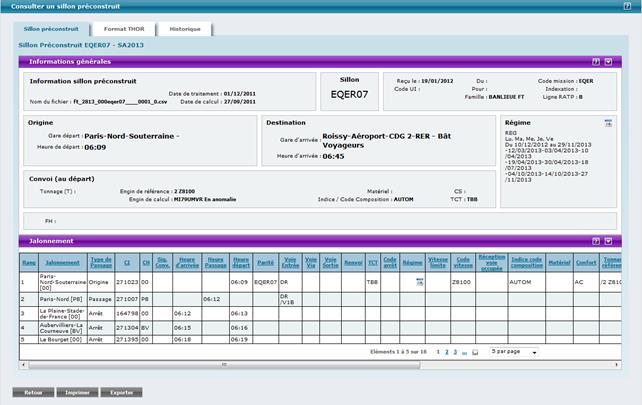 Consulter un sillon préconstruit
Sillon préconstruit Format THOR Historique
Sillon Préconstruit EQER07 - SA2013
Informations générales
Information sillon préconstruit
Date de traitement : 01/12/2011
Nom du fichier : ft_2813_000eqer07____0001_0.csv Date de calcul : 27/09/2011
Sillon
EQER07
Reçu le : 19/01/2012 Du : Code mission : EQER
Code UI : Pour : Indexation :
Famille : BANLIEUE FT Ligne RATP : B
Origine
Gare départ : Paris-Nord-Souterraine -
Heure de départ : 06:09
Destination
Gare d'arrivée : Roissy-Aéroport-CDG 2-RER - Bât Voyageurs
Heure d'arrivée : 06:45
Régime
REG
Lu, Ma, Me, Je, Ve
Du 10/12/2012 au 29/11/2013
-12/03/2013-03/04/2013-10
/04/2013
-19/04/2013-30/04/2013-18
/07/2013
-04/10/2013-14/10/2013-27
/11/2013
Convoi (au départ)
Tonnage (T) : Engin de référence : 2 Z8100 Matériel : CS :
Engin de calcul : MI79UMVR En anomalie Indice / Code Composition : AUTOM TCT : TBB
FH :
Jalonnement
Rang Jalonnement Type de Passage CI CH Sig. Conv. Heure d'arrivée Heure Passage Heure départ Parité Voie Entrée Voie Via Voie Sortie Renvoi TCT Code arrêt Régime Vitesse limite Code vitesse Réception voie occupée Indice code composition Matériel Confort Tonnage référence
1 Paris-Nord-Souterraine [00] Origine 271023 00 06:09 EQER07 DR TBB Z8100 AUTOM AC /2 Z810
2 Paris-Nord [P8] Passage 271007 P8 06:12 DR /V1B
3 La Plaine-Stade-de-France [00] Arrêt 164798 00 06:12 06:13
4 Aubervilliers-La Courneuve [BV] Arrêt 271304 BV 06:15 06:16
5 Le Bourget [00] Arrêt 271395 00 06:18 06:19
Eléments 1 à 5 sur 18 1 2 3 ... 5 par page
Retour Imprimer Exporter